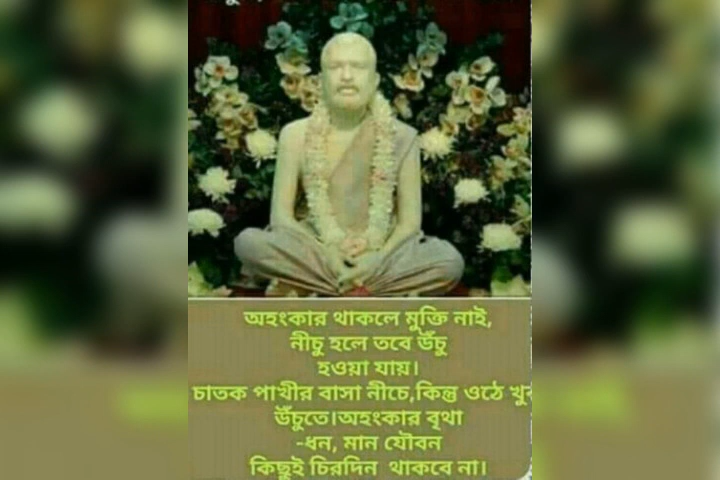 অহংকার থাকলে মুক্তি নাই,
নীচু হলে তবে উঁচু
হওয়া যায়।
চাতক পাখীর বাসা নীচে,কিন্তু ওঠে
উঁচুতে।অহংকার বৃথা
-ধন, মান যৌবন
কিছুই চিরদিন থাকবে না।